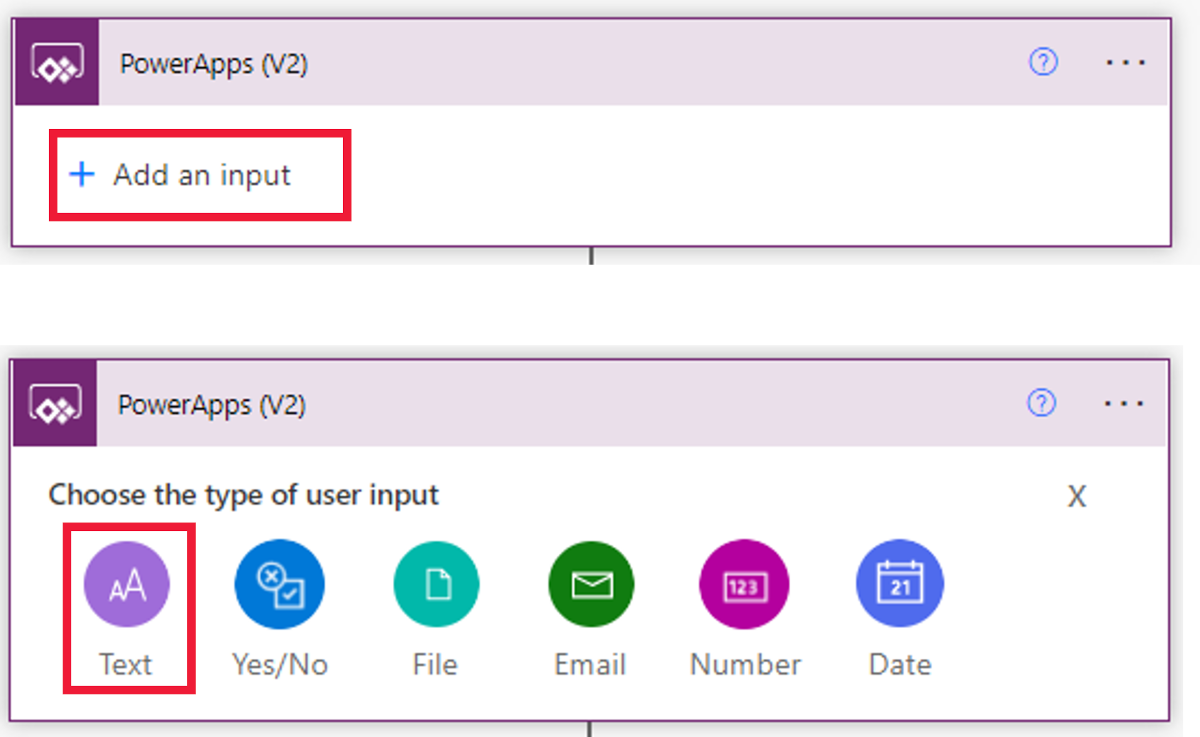 PowerApps (V2) ? ...
+ Add an input
PowerApps (V2) ? ...
Choose the type of user input X
AA 123 21
Text Yes/No File Email Number Date